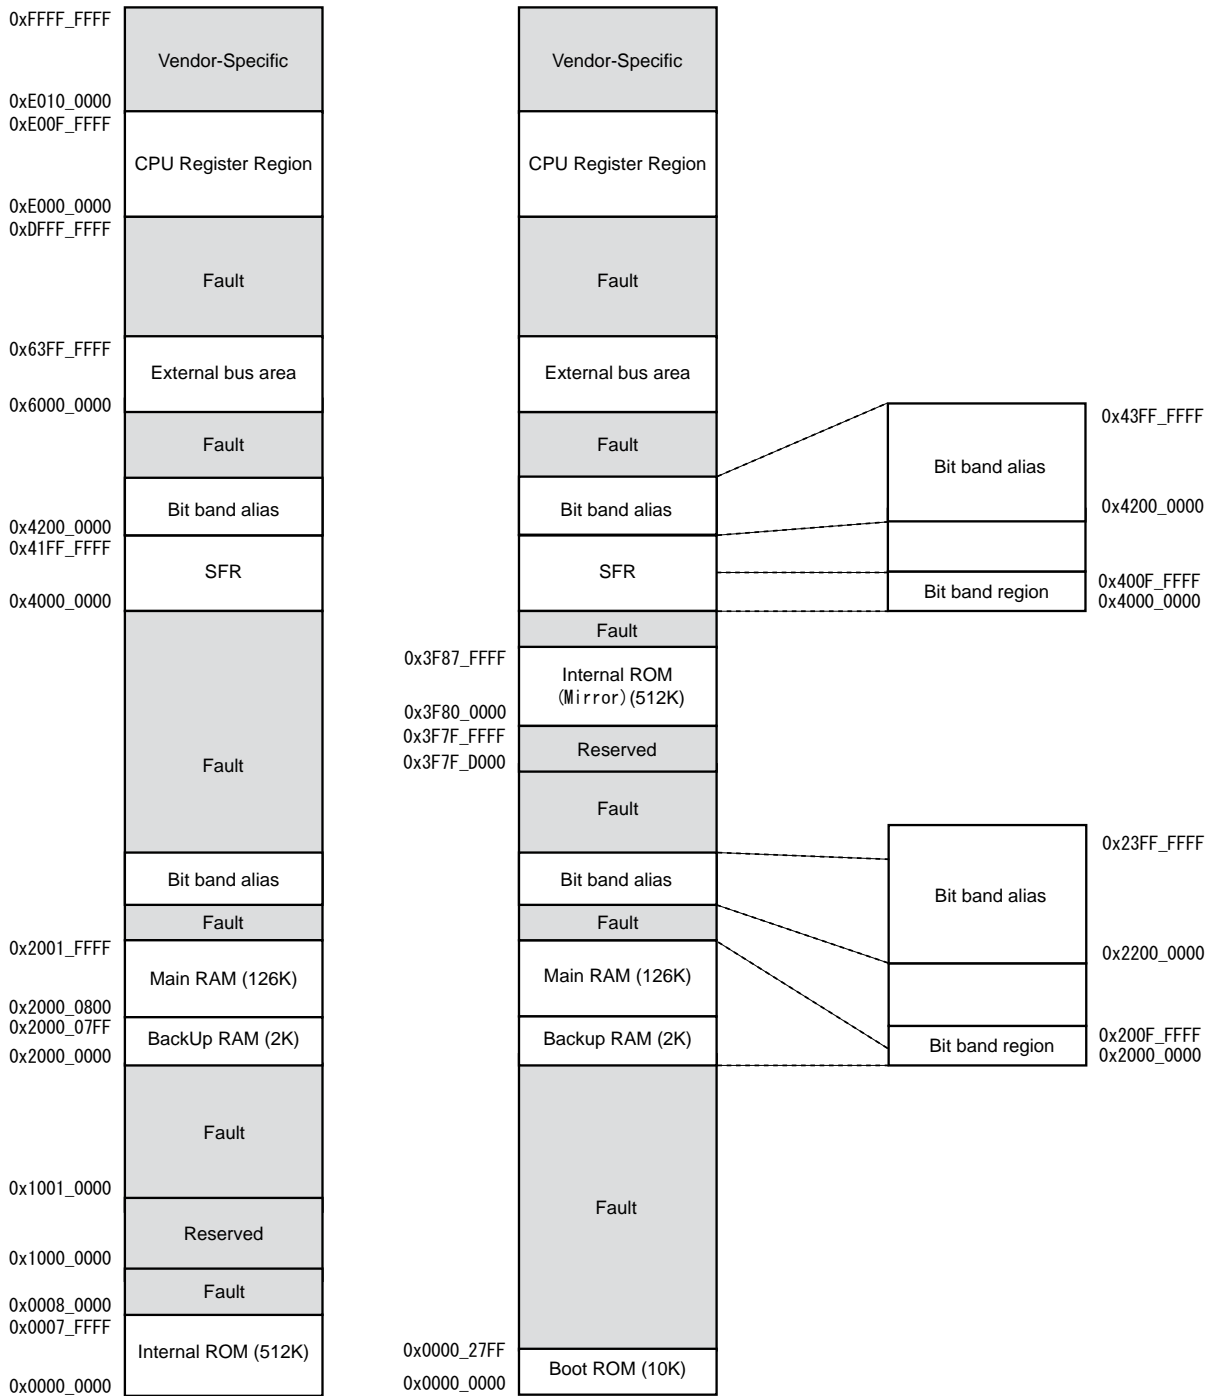 0xFFFF_FFFF
Vendor-Specific
0xE010_0000
0xE00F_FFFF
CPU Register Region
0xE000_0000
0xDFFF_FFFF
Fault
0x63FF_FFFF
External bus area
0x6000_0000
Fault
Bit band alias
0x4200_0000
0x41FF_FFFF
SFR
0x4000_0000
Fault
Bit band alias
Fault
0x2001_FFFF
Main RAM (126K)
0x2000_0800
0x2000_07FF
BackUp RAM (2K)
0x2000_0000
Fault
0x1001_0000
Reserved
0x1000_0000
Fault
0x0008_0000
0x0007_FFFF
Internal ROM (512K)
0x0000_0000
Vendor-Specific
CPU Register Region
Fault
External bus area
Fault
Bit band alias
SFR
Fault
0x3F87_FFFF
Internal ROM
(Mirror) (512K)
0x3F80_0000
0x3F7F_FFFF
Reserved
0x3F7F_D000
Fault
Bit band alias
Fault
Main RAM (126K)
Backup RAM (2K)
Fault
0x0000_27FF
Boot ROM (10K)
0x0000_0000
0x43FF_FFFF
Bit band alias
0x4200_0000
0x400F_FFFF
Bit band region
0x4000_0000
0x23FF_FFFF
Bit band alias
0x2200_0000
0x200F_FFFF
Bit band region
0x2000_0000